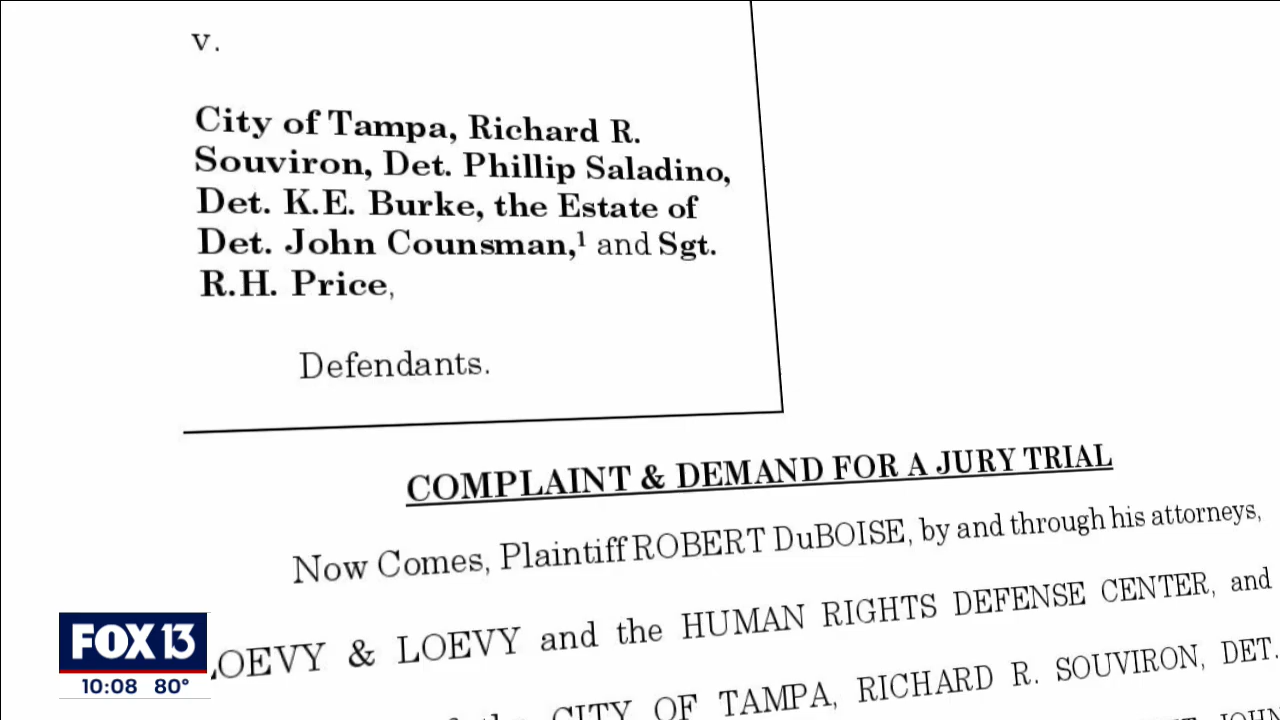 v.
City of Tampa, Richard R.
Souviron, Det. Phillip Saladino,
Det. K.E. Burke, the Estate of
Det. John Counsman,¹ and Sgt.
R.H. Price,
Defendants.
COMPLAINT & DEMAND FOR A JURY TRIAL
Now Comes, Plaintiff ROBERT DuBOISE, by and through his attorneys,
LOEVY & LOEVY and the HUMAN RIGHTS DEFENSE CENTER, and
the CITY OF TAMPA, RICHARD R. SOUVIRON, DET.
JOHN
FOX 13
10:08 80°